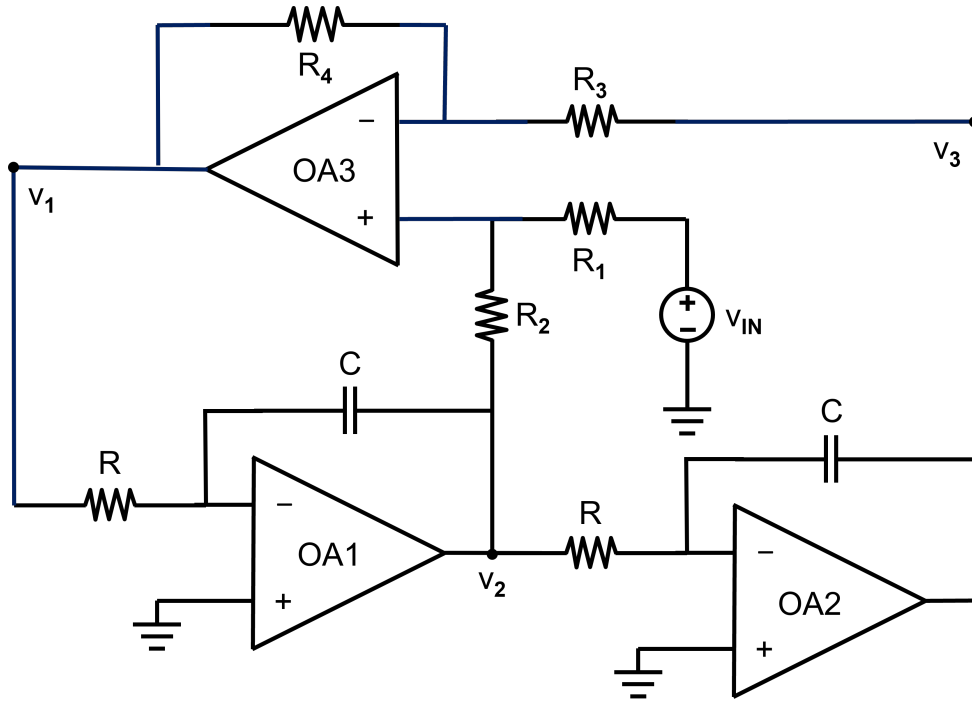 R4
R3
−
OA3
v3
v1
+
R1
R2
+
−
vIN
C
C
R
−
R
OA1
−
v2
+
OA2
+